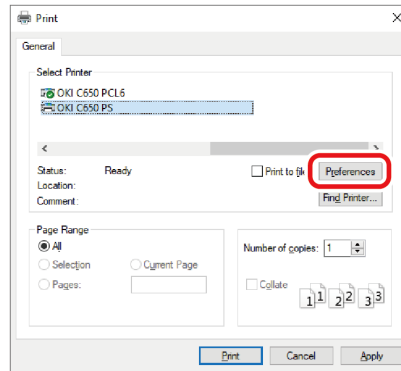 Print
General
Select Printer
OKI C650 PCL6
OKI C650 PS
Status: Ready
Print to file
Preferences
Location:
Comment:
Find Printer...
Page Range
All
Selection
Current Page
Pages:
Number of copies: 1
Collate
1 1 2 2 3 3
Print
Cancel
Apply